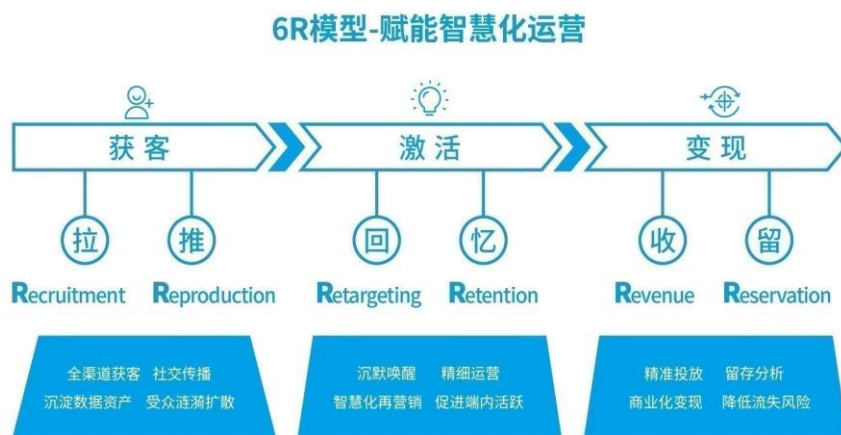 6R模型-赋能智慧化运营
获客 激活 变现
拉 推 回 忆 收 留
Recruitment Reproduction Retargeting Retention Revenue Reservation
全渠道获客 社交传播 沉默唤醒 精细运营 精准投放 留存分析
沉淀数据资产 受众涟漪扩散 智慧化再营销 促进端内活跃 商业化变现 降低流失风险